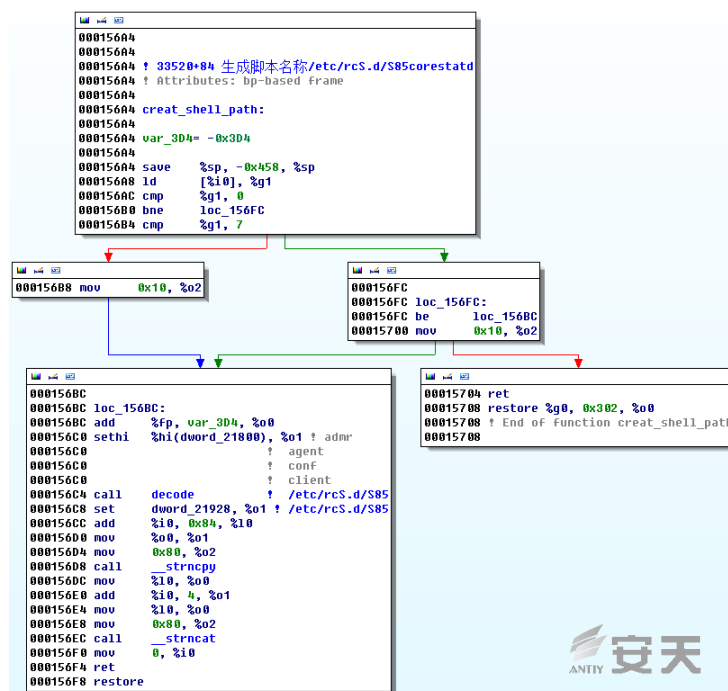 000156A4
000156A4
000156A4 ! 33520+84 生成脚本名称/etc/rcS.d/S85corestatd
000156A4 ! Attributes: bp-based frame
000156A4
000156A4 creat_shell_path:
000156A4
000156A4 var_3D4= -0x3D4
000156A4
000156A4 save %sp, -0x458, %sp
000156A8 ld [%i0], %g1
000156AC cmp %g1, 0
000156B0 bne loc_156FC
000156B4 cmp %g1, 7
000156B8 mov 0x10, %o2
000156FC
000156FC loc_156FC:
000156FC be loc_156BC
00015700 mov 0x10, %o2
000156BC
000156BC loc_156BC:
000156BC add %fp, var_3D4, %o0
000156C0 sethi %hi(dword_21800), %o1 ! admr
000156C0 ! agent
000156C0 ! conf
000156C0 ! client
000156C4 call decode ! /etc/rcS.d/S85
000156C8 set dword_21928, %o1 ! /etc/rcS.d/S85
000156CC add %i0, 0x84, %l0
000156D0 mov %o0, %o1
000156D4 mov 0x80, %o2
000156D8 call __strncpy
000156DC mov %l0, %o0
000156E0 add %i0, 4, %o1
000156E4 mov %l0, %o0
000156E8 mov 0x80, %o2
000156EC call __strncat
000156F0 mov 0, %i0
000156F4 ret
000156F8 restore
00015704 ret
00015708 restore %g0, 0x302, %o0
00015708 ! End of function creat_shell_path
00015708
ANTIY 安天